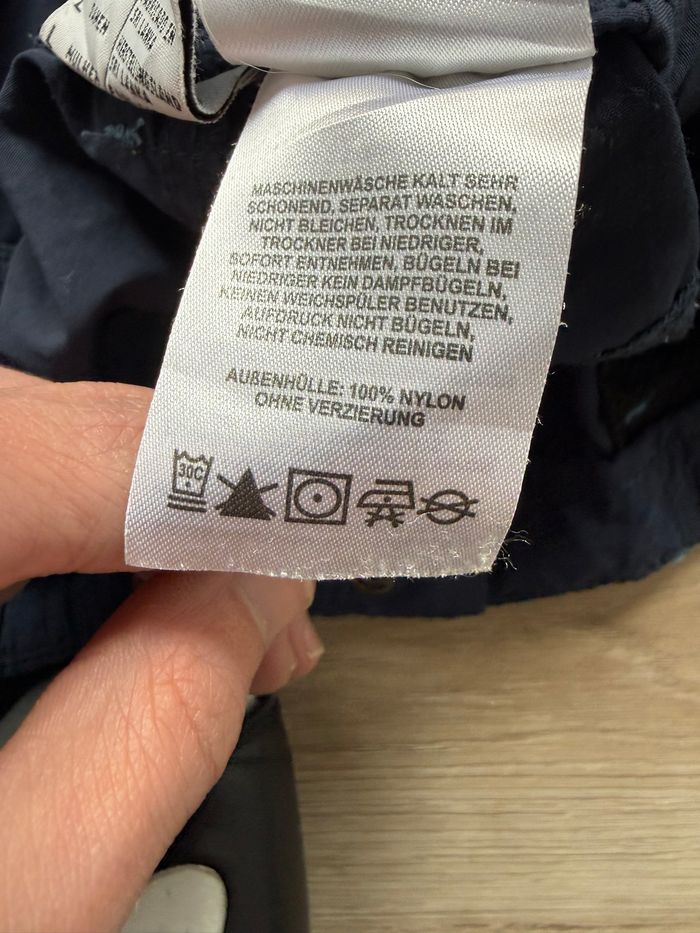 MASCHINENWÄSCHE KALT SEHR
SCHONEND, SEPARAT WASCHEN,
NICHT BLEICHEN, TROCKNEN IM
TROCKNER BEI NIEDRIGER,
SOFORT ENTNEHMEN, BÜGELN BEI
NIEDRIGER KEIN DAMPFBÜGELN,
KEINEN WEICHSPÜLER BENUTZEN,
AUFDRUCK NICHT BÜGELN,
NICHT CHEMISCH REINIGEN
AUßENHÜLLE: 100% NYLON
OHNE VERZIERUNG
30C